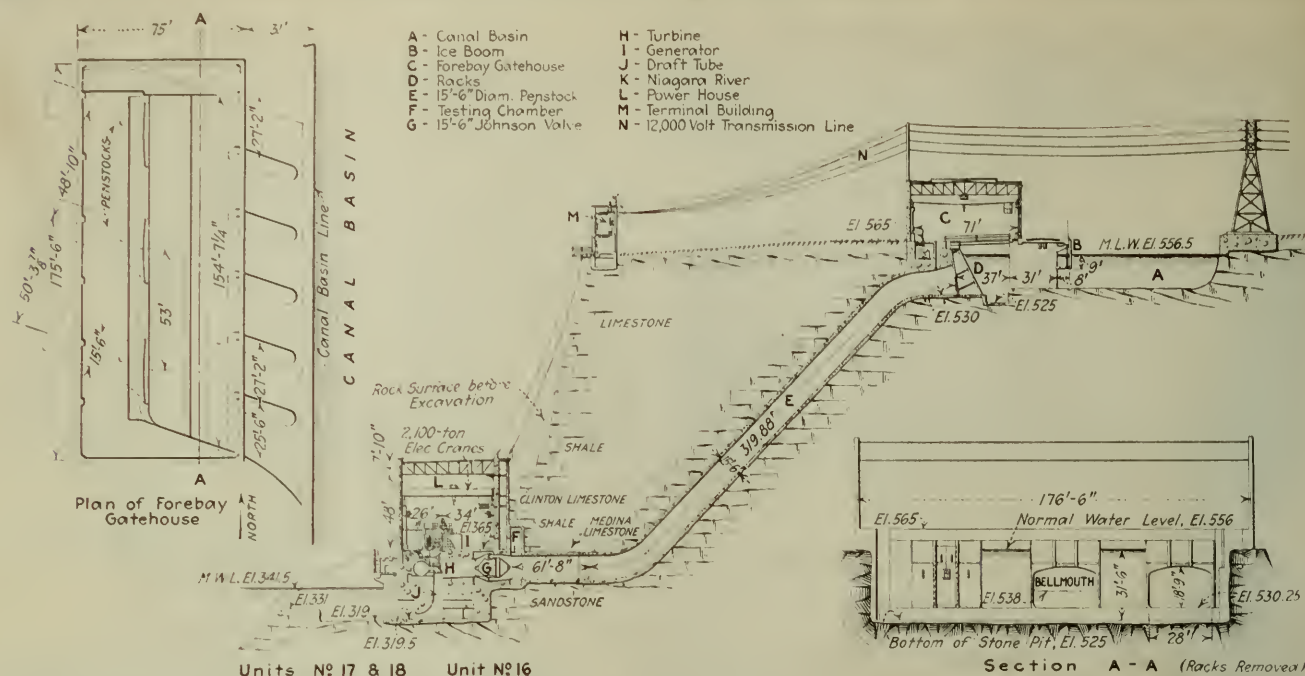 A
75'
31'
A - Canal Basin
B - Ice Boom
C - Forebay Gatehouse
D - Racks
E - 15'-6" Diam. Penstock
F - Testing Chamber
G - 15'-6" Johnson Valve
H - Turbine
I - Generator
J - Draft Tube
K - Niagara River
L - Power House
M - Terminal Building
N - 12,000 Volt Transmission Line
27'-2"
PENSTOCKS
48'-10"
175'-6"
50'-3⅞"
15'-6"
53'
154'-7¼"
27'-2"
25'-6"
Canal Basin Line
CANAL BASIN
A
Plan of Forebay
Gatehouse
NORTH
N
M
C
71'
El. 565
B
M.L.W. El. 556.5
D
37'
31'
9'
8'
A
El. 530
El. 525
LIMESTONE
E
319.88'
Rock Surface before
Excavation
2,100-ton
Elec Cranes
7'-10"
SHALE
L
CLINTON LIMESTONE
48'
26'
34'
El. 365
SHALE
MEDINA
LIMESTONE
I
F
H
G
61'-8"
M.W.L. El. 341.5
J
SANDSTONE
El. 331
El. 319
El. 319.5
Units Nº 17 & 18
Unit Nº 16
176'-6"
El. 565
Normal Water Level, El. 556
BELLMOUTH
El. 538
31'-6"
18'-9"
El. 530.25
Bottom of Stone Pit, El. 525
28'
Section A-A (Racks Removed)